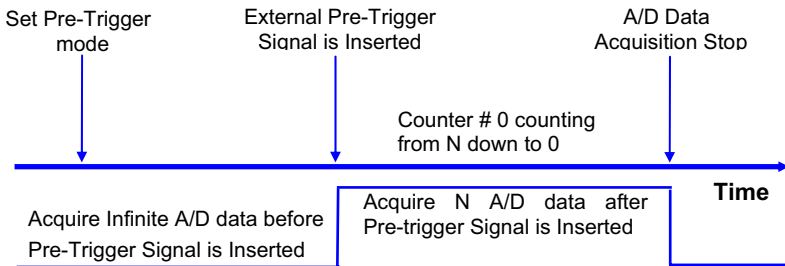 Set Pre-Trigger
mode
External Pre-Trigger
Signal is Inserted
A/D Data
Acquisition Stop
Counter # 0 counting
from N down to 0
Time
Acquire Infinite A/D data before
Pre-Trigger Signal is Inserted
Acquire N A/D data after
Pre-trigger Signal is Inserted